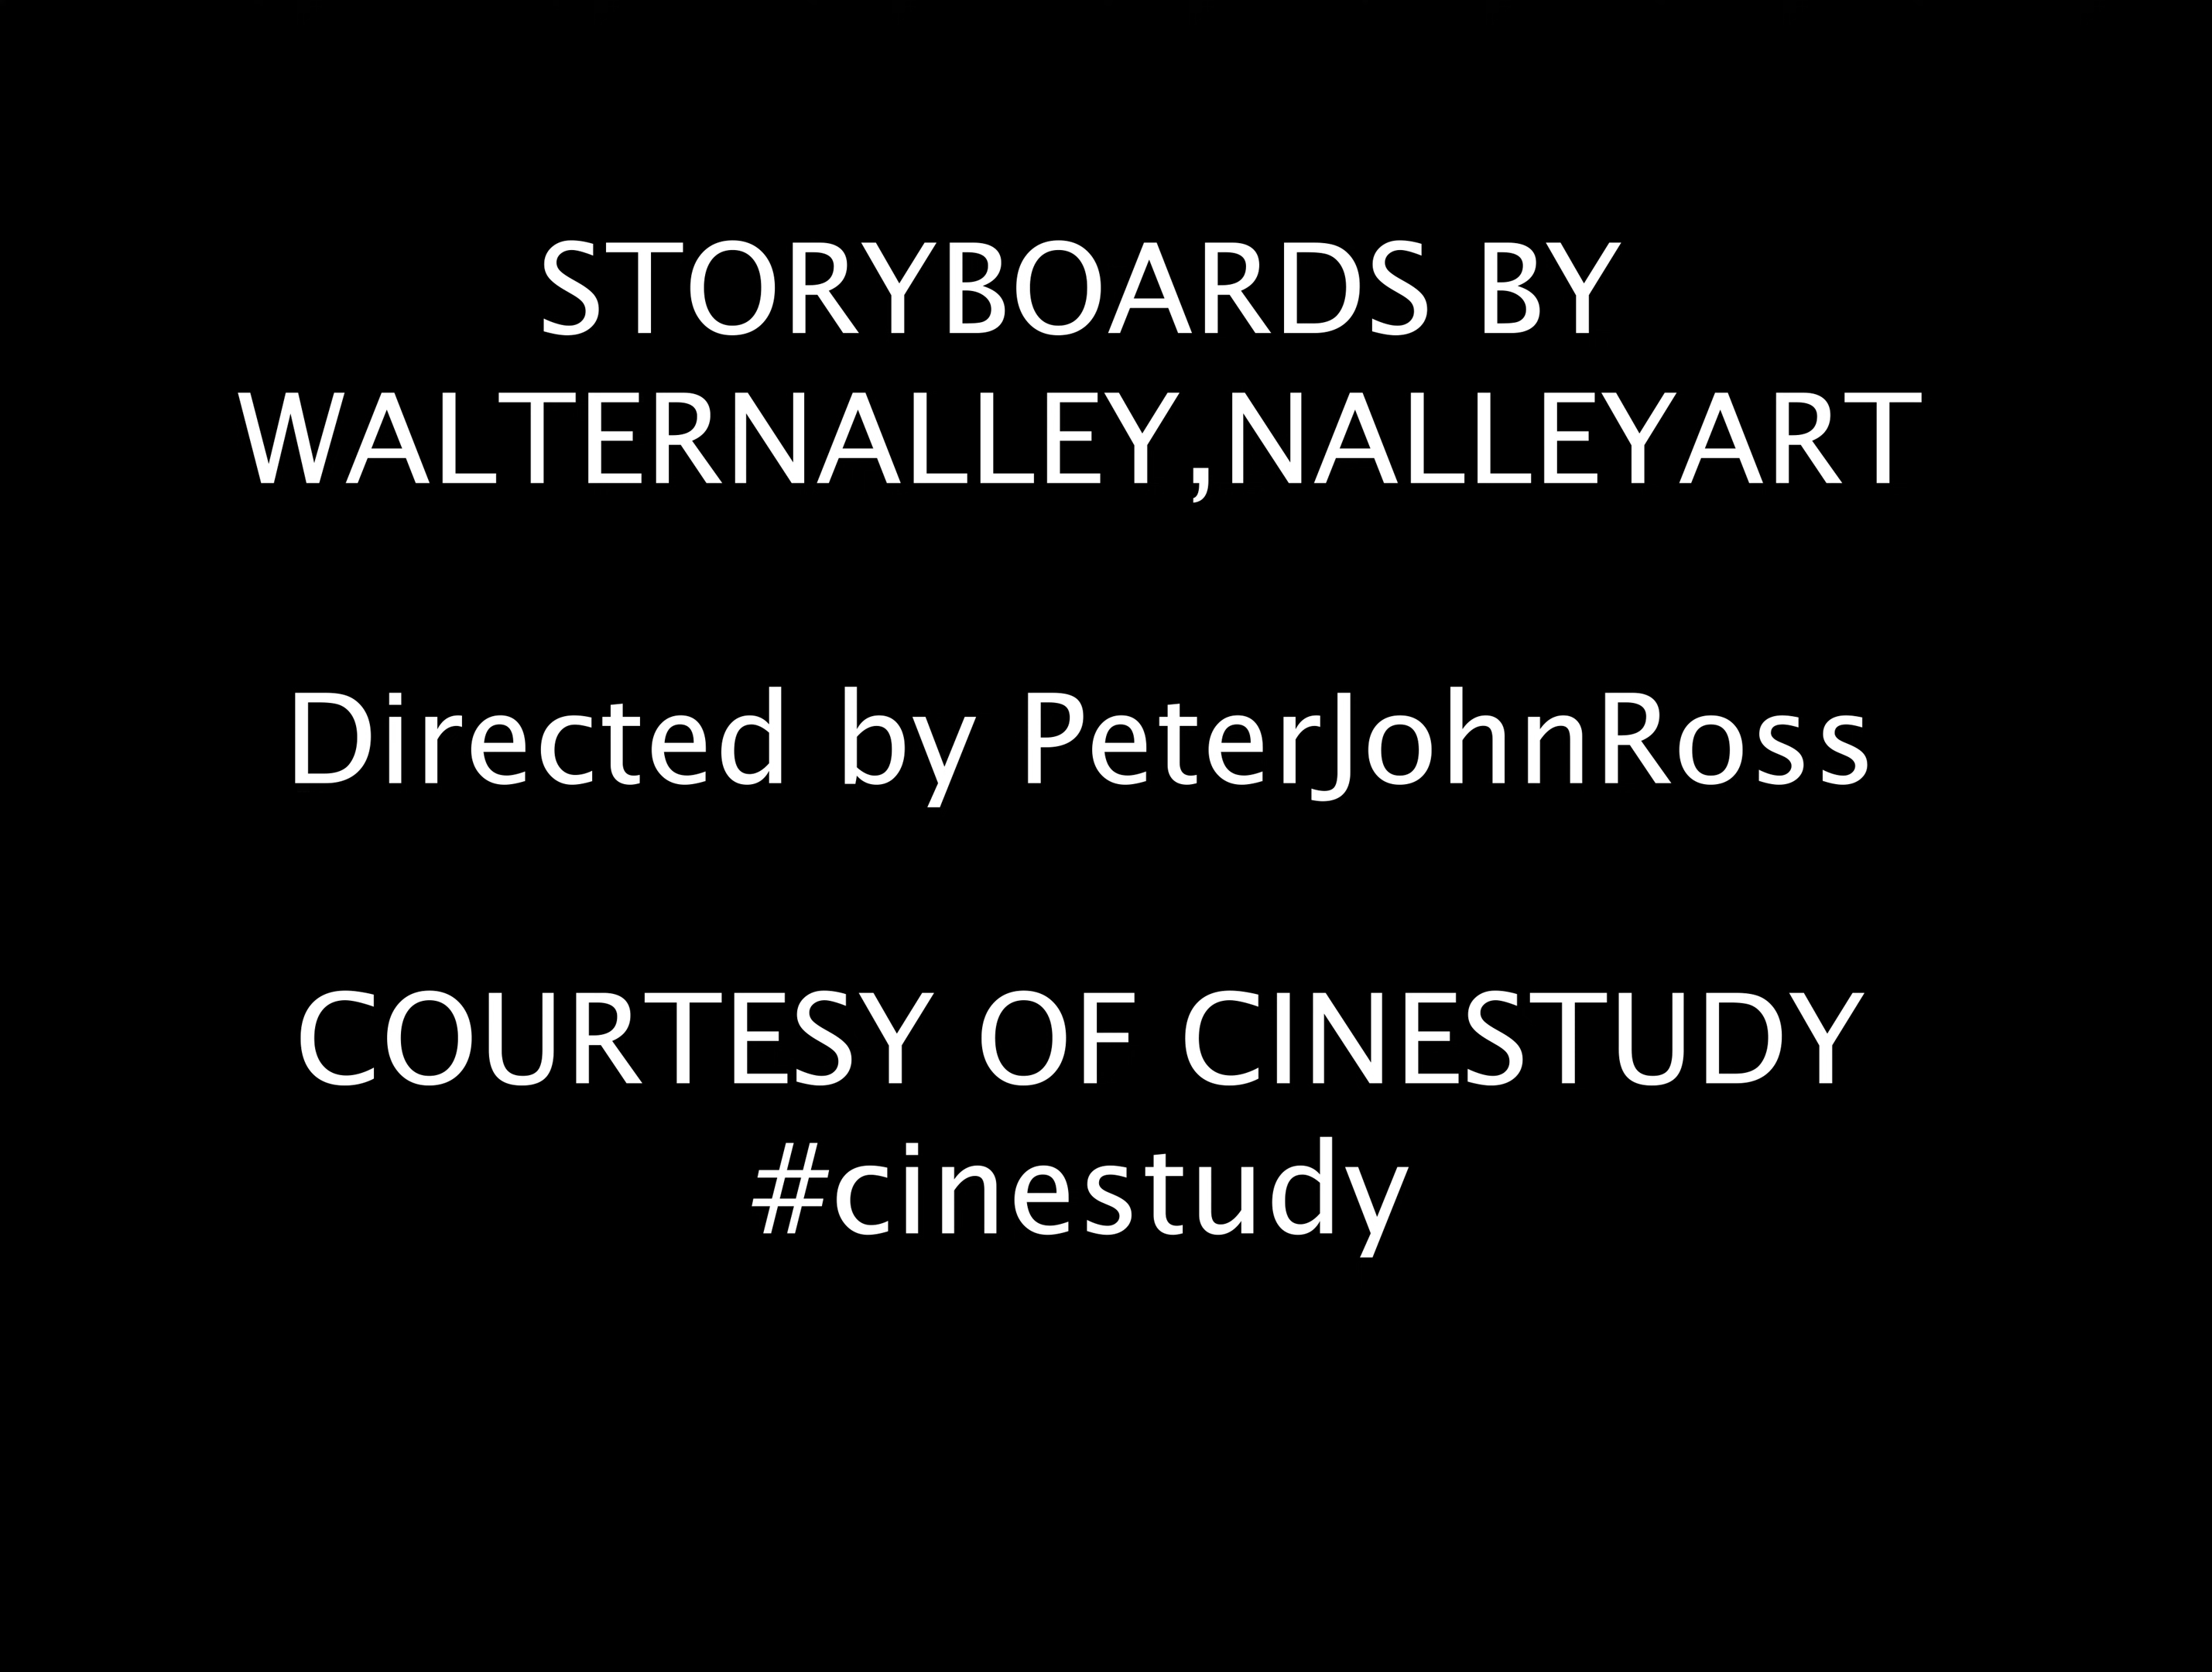 STORYBOARDS BY
WALTERNALLEY,NALLEYART
Directed by PeterJohnRoss
COURTESY OF CINESTUDY
#cinestudy